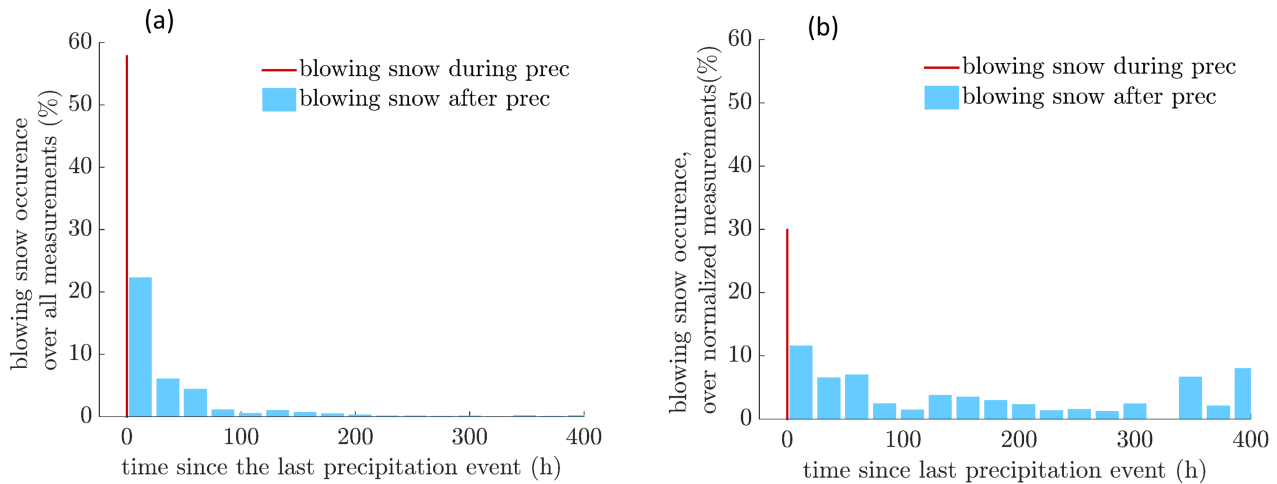 (a)
60
50
40
30
20
10
0
blowing snow occurence
over all measurements (%)
blowing snow during prec
blowing snow after prec
0 100 200 300 400
time since the last precipitation event (h)
(b)
60
50
40
30
20
10
0
blowing snow occurence,
over normalized measurements(%)
blowing snow during prec
blowing snow after prec
0 100 200 300 400
time since last precipitation event (h)